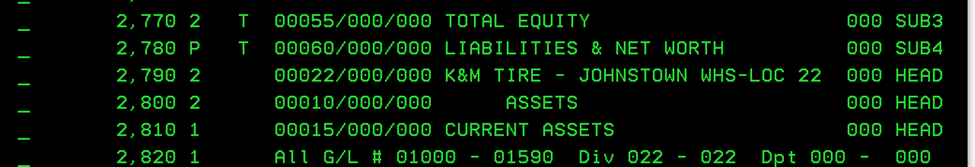 _ 2,770 2 T 00055/000/000 TOTAL EQUITY 000 SUB3
_ 2,780 P T 00060/000/000 LIABILITIES & NET WORTH 000 SUB4
_ 2,790 2 00022/000/000 K&M TIRE - JOHNSTOWN WHS-LOC 22 000 HEAD
_ 2,800 2 00010/000/000 ASSETS 000 HEAD
_ 2,810 1 00015/000/000 CURRENT ASSETS 000 HEAD
_ 2,820 1 All G/L # 01000 - 01590 Div 022 - 022 Dpt 000 - 000